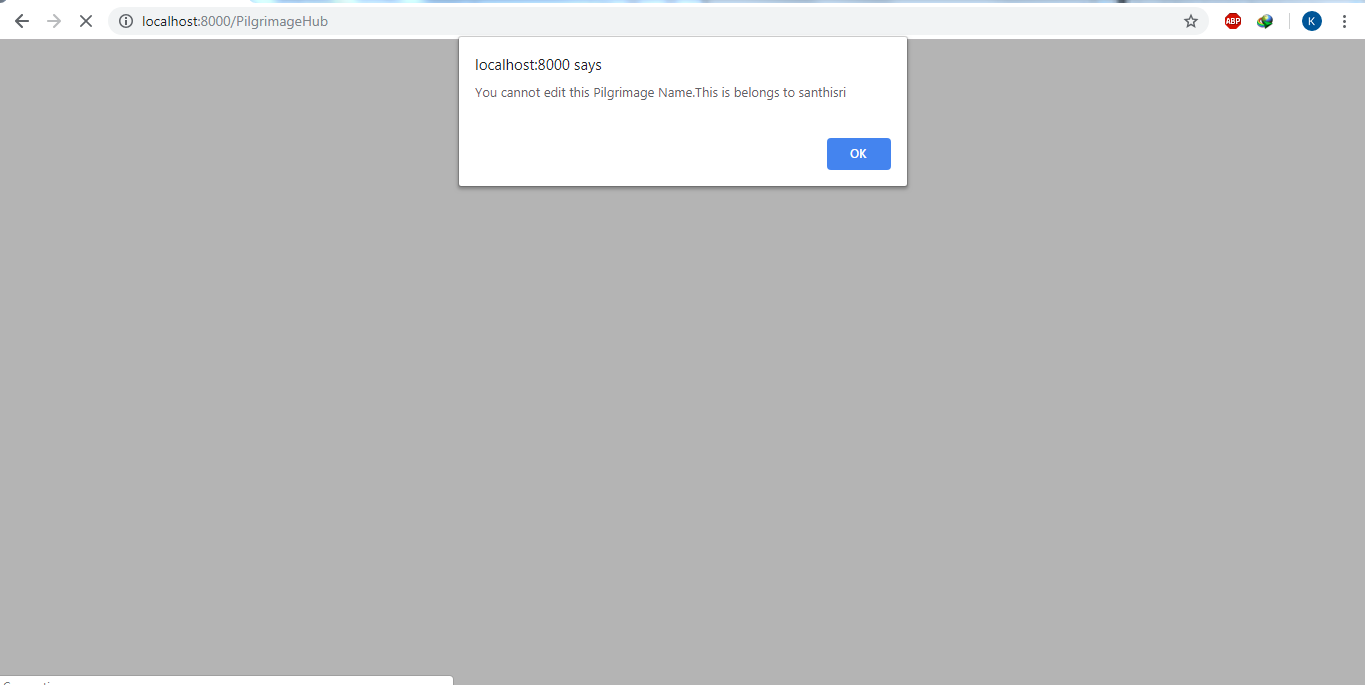 localhost:8000/PilgrimageHub
ABP
K
localhost:8000 says
You cannot edit this Pilgrimage Name.This is belongs to santhisri
OK